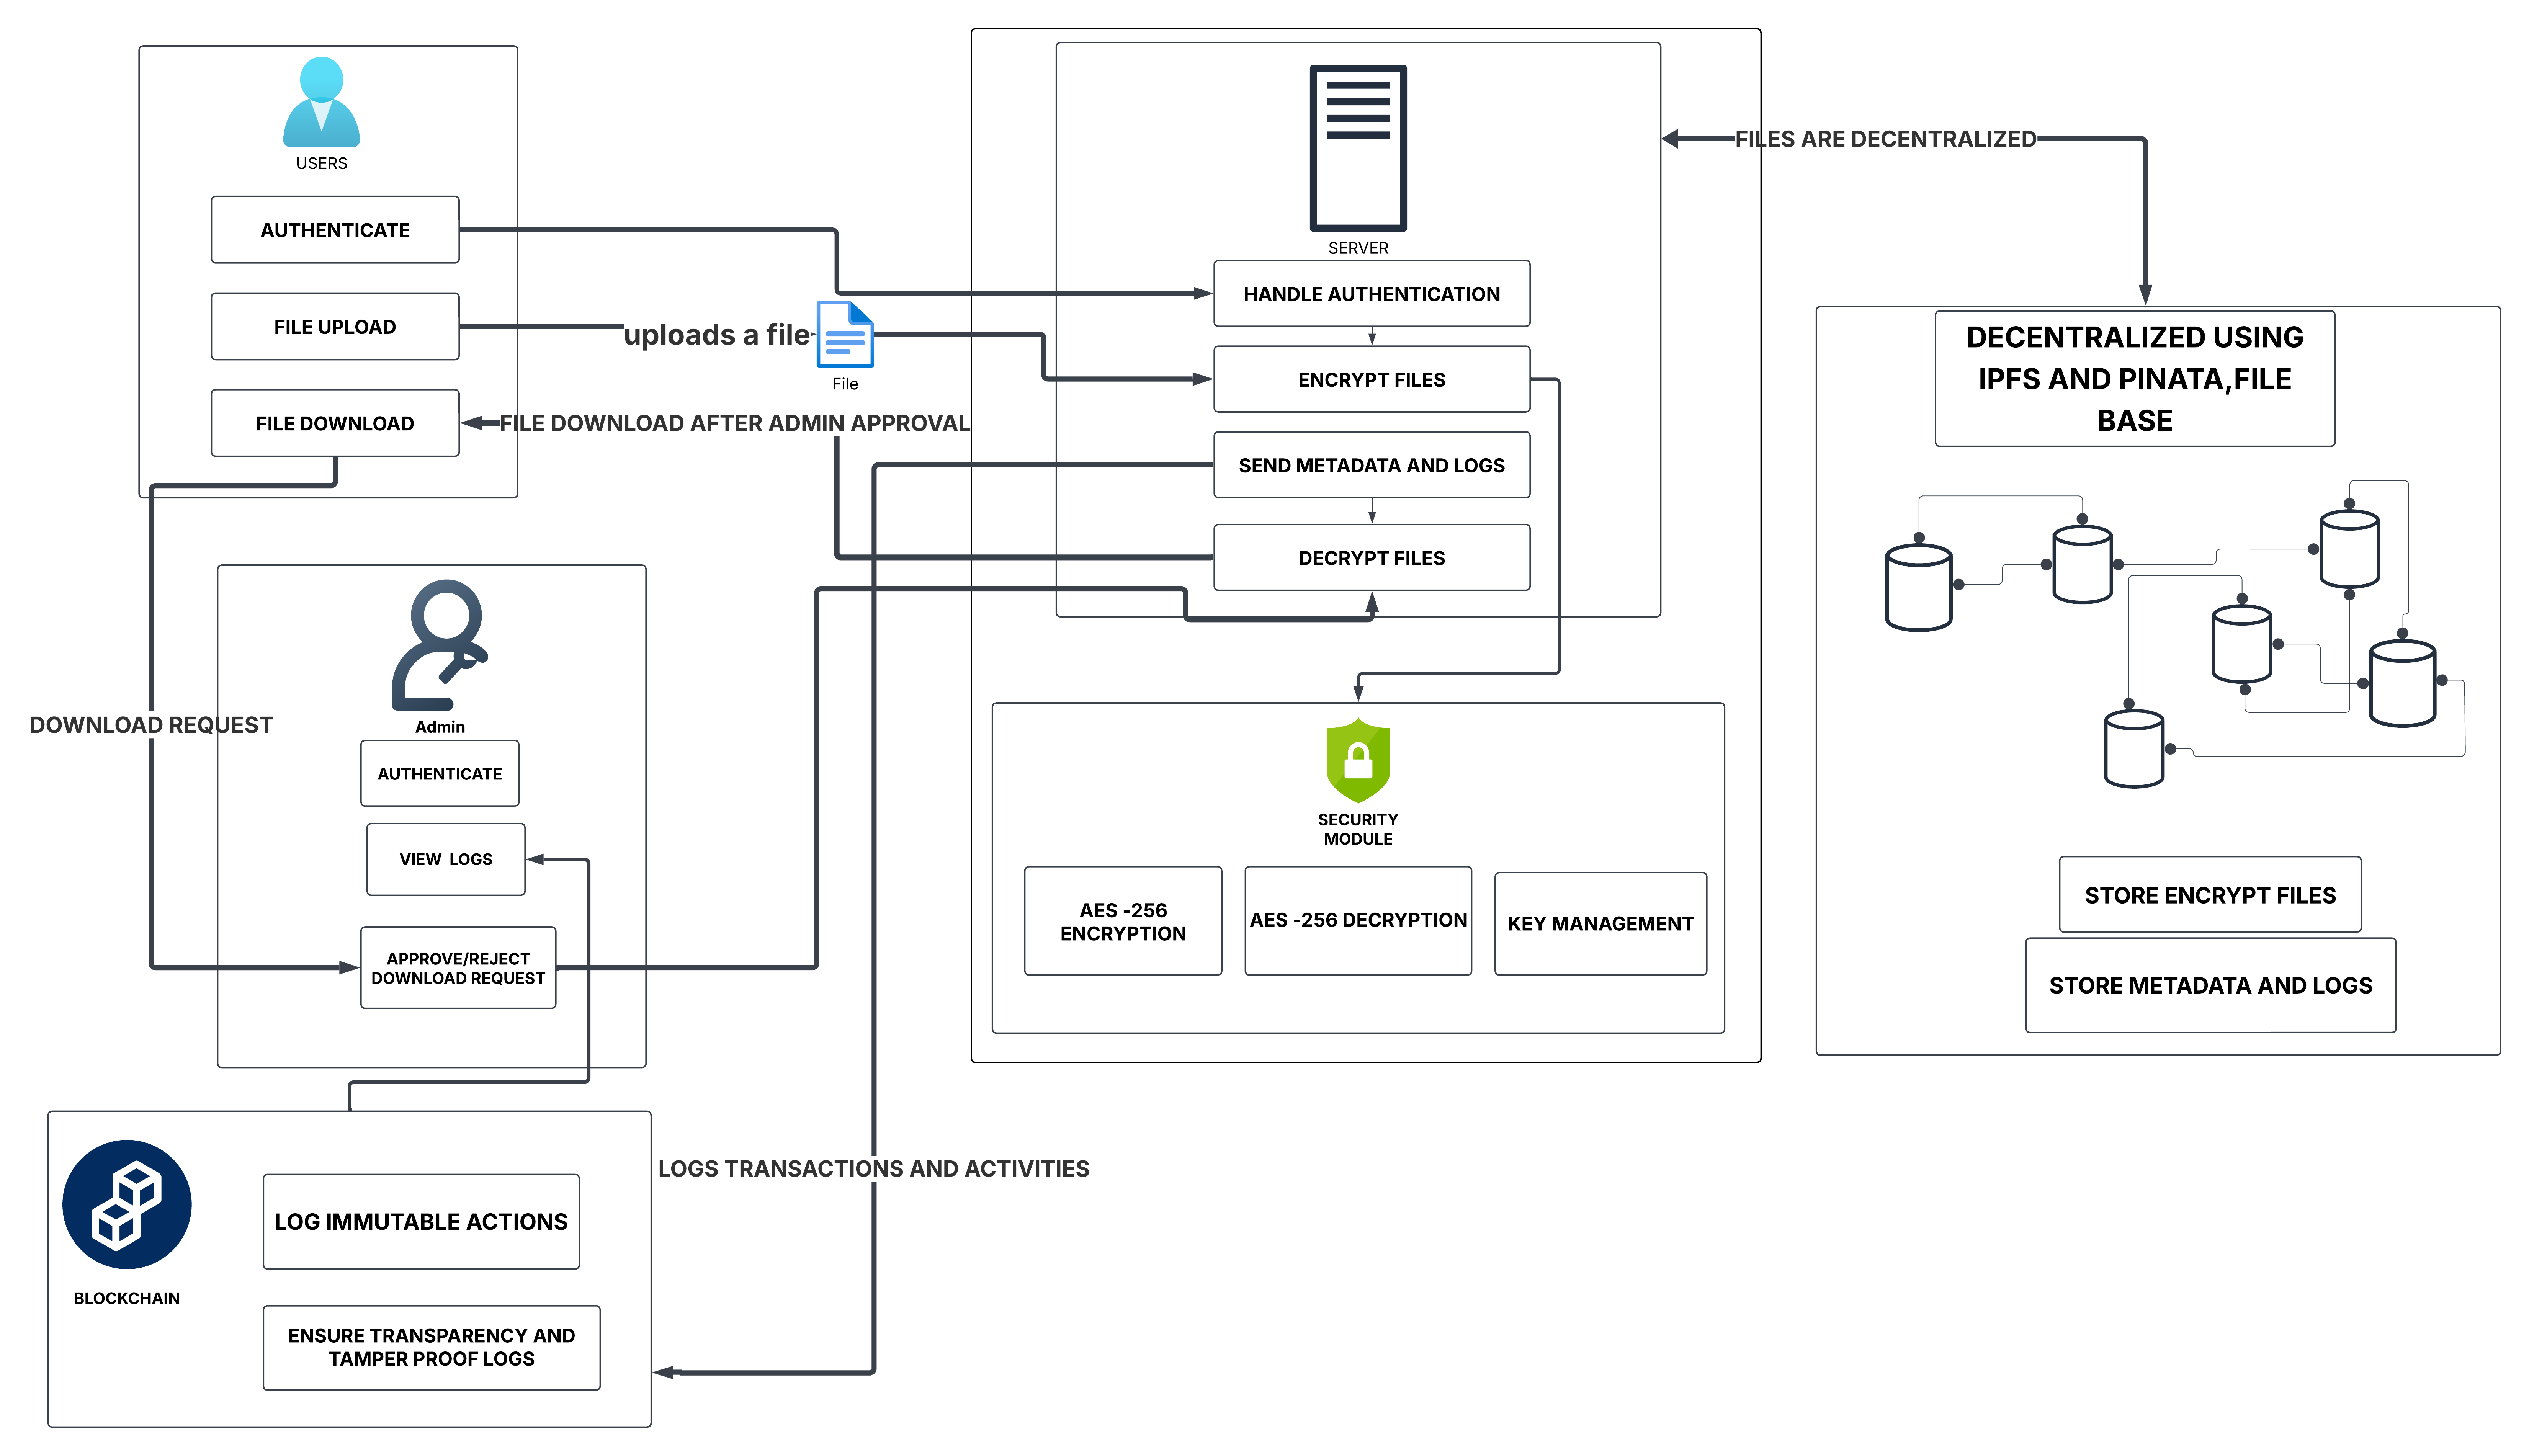 USERS
AUTHENTICATE
FILE UPLOAD
FILE DOWNLOAD
uploads a file
File
FILE DOWNLOAD AFTER ADMIN APPROVAL
DOWNLOAD REQUEST
Admin
AUTHENTICATE
VIEW LOGS
APPROVE/REJECT
DOWNLOAD REQUEST
BLOCKCHAIN
LOG IMMUTABLE ACTIONS
ENSURE TRANSPARENCY AND
TAMPER PROOF LOGS
LOGS TRANSACTIONS AND ACTIVITIES
SERVER
HANDLE AUTHENTICATION
ENCRYPT FILES
SEND METADATA AND LOGS
DECRYPT FILES
SECURITY
MODULE
AES -256
ENCRYPTION
AES -256 DECRYPTION
KEY MANAGEMENT
FILES ARE DECENTRALIZED
DECENTRALIZED USING
IPFS AND PINATA,FILE
BASE
STORE ENCRYPT FILES
STORE METADATA AND LOGS